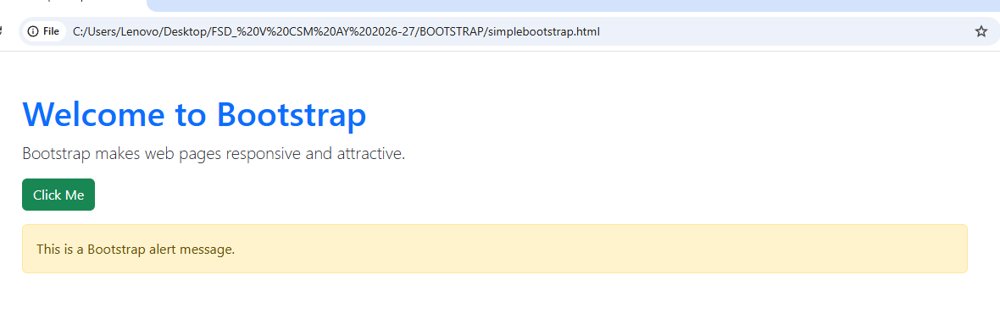 File C:/Users/Lenovo/Desktop/FSD_%20V%20CSM%20AY%202026-27/BOOTSTRAP/simplebootstrap.html
Welcome to Bootstrap
Bootstrap makes web pages responsive and attractive.
Click Me
This is a Bootstrap alert message.